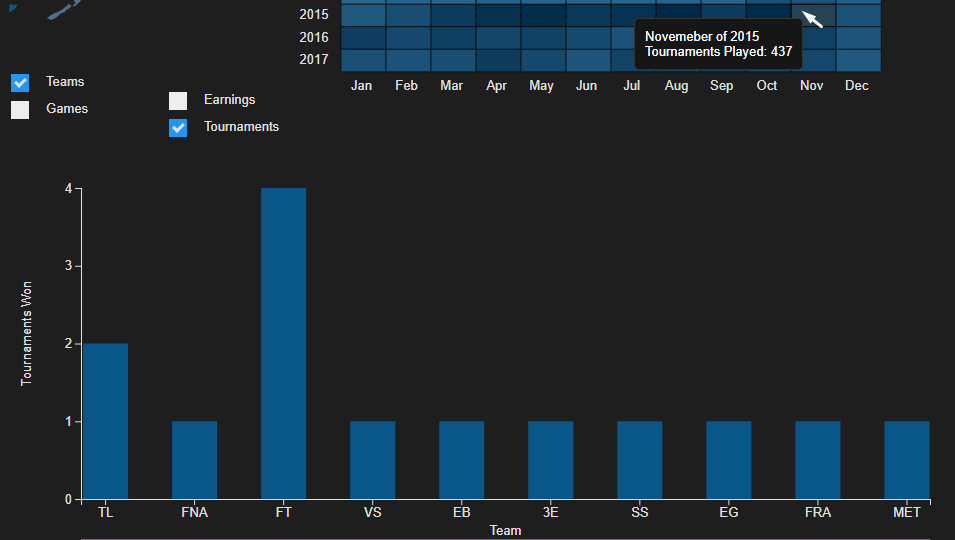 2015
2016
2017
Novemeber of 2015
Tournaments Played: 437
Jan Feb Mar Apr May Jun Jul Aug Sep Oct Nov Dec
Teams
Games
Earnings
Tournaments
4
3
2
1
0
Tournaments Won
TL FNA FT VS EB 3E SS EG FRA MET
Team